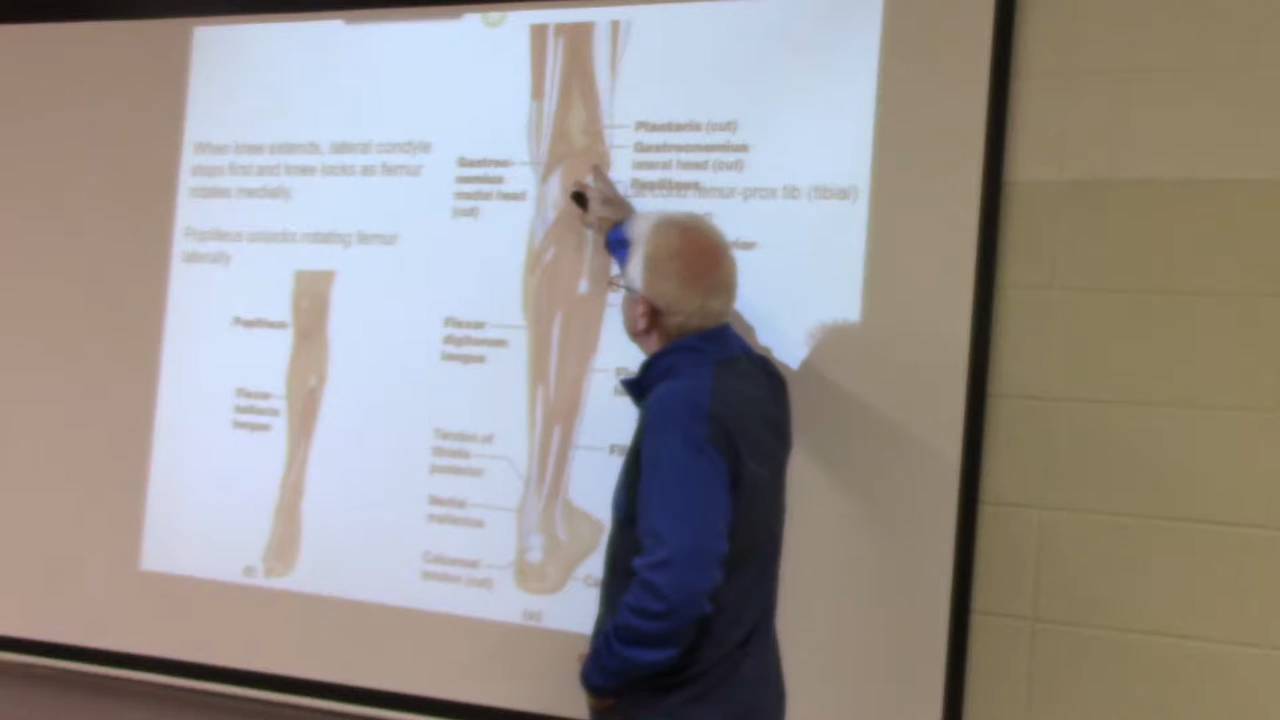 When knee extends, lateral condyle
stops first and knee locks as femur
rotates medially.
Popliteus unlocks rotating femur
laterally
Popliteus
Flexor
hallucis
longus
Gastroc-
nemius
medial head
(cut)
Flexor
digitorum
longus
Tendon of
tibialis
posterior
Medial
malleolus
Calcaneal
tendon (cut)
Plantaris (cut)
Gastrocnemius
lateral head (cut)
Popliteus
femur-prox tib (tibial)
(a)